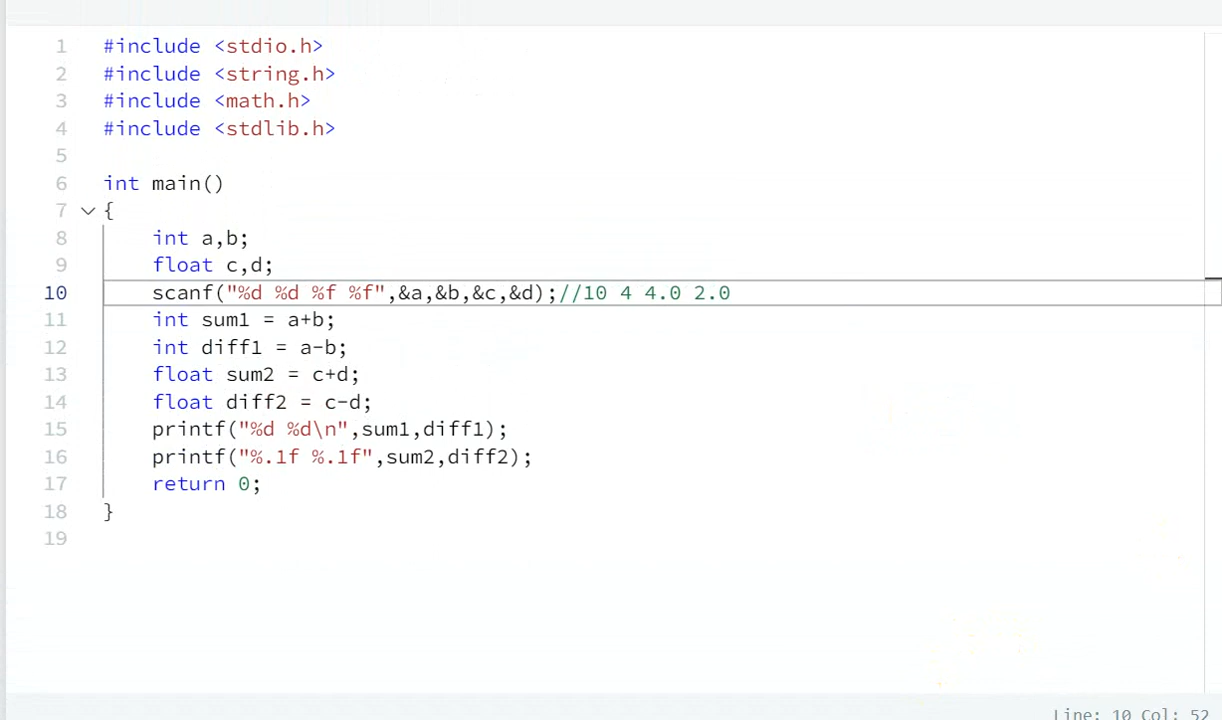 1 #include <stdio.h>
2 #include <string.h>
3 #include <math.h>
4 #include <stdlib.h>
5
6 int main()
7 {
8 int a,b;
9 float c,d;
10 scanf("%d %d %f %f",&a,&b,&c,&d);//10 4 4.0 2.0
11 int sum1 = a+b;
12 int diff1 = a-b;
13 float sum2 = c+d;
14 float diff2 = c-d;
15 printf("%d %d\n",sum1,diff1);
16 printf("%.1f %.1f",sum2,diff2);
17 return 0;
18 }
19
Line: 10 Col: 52